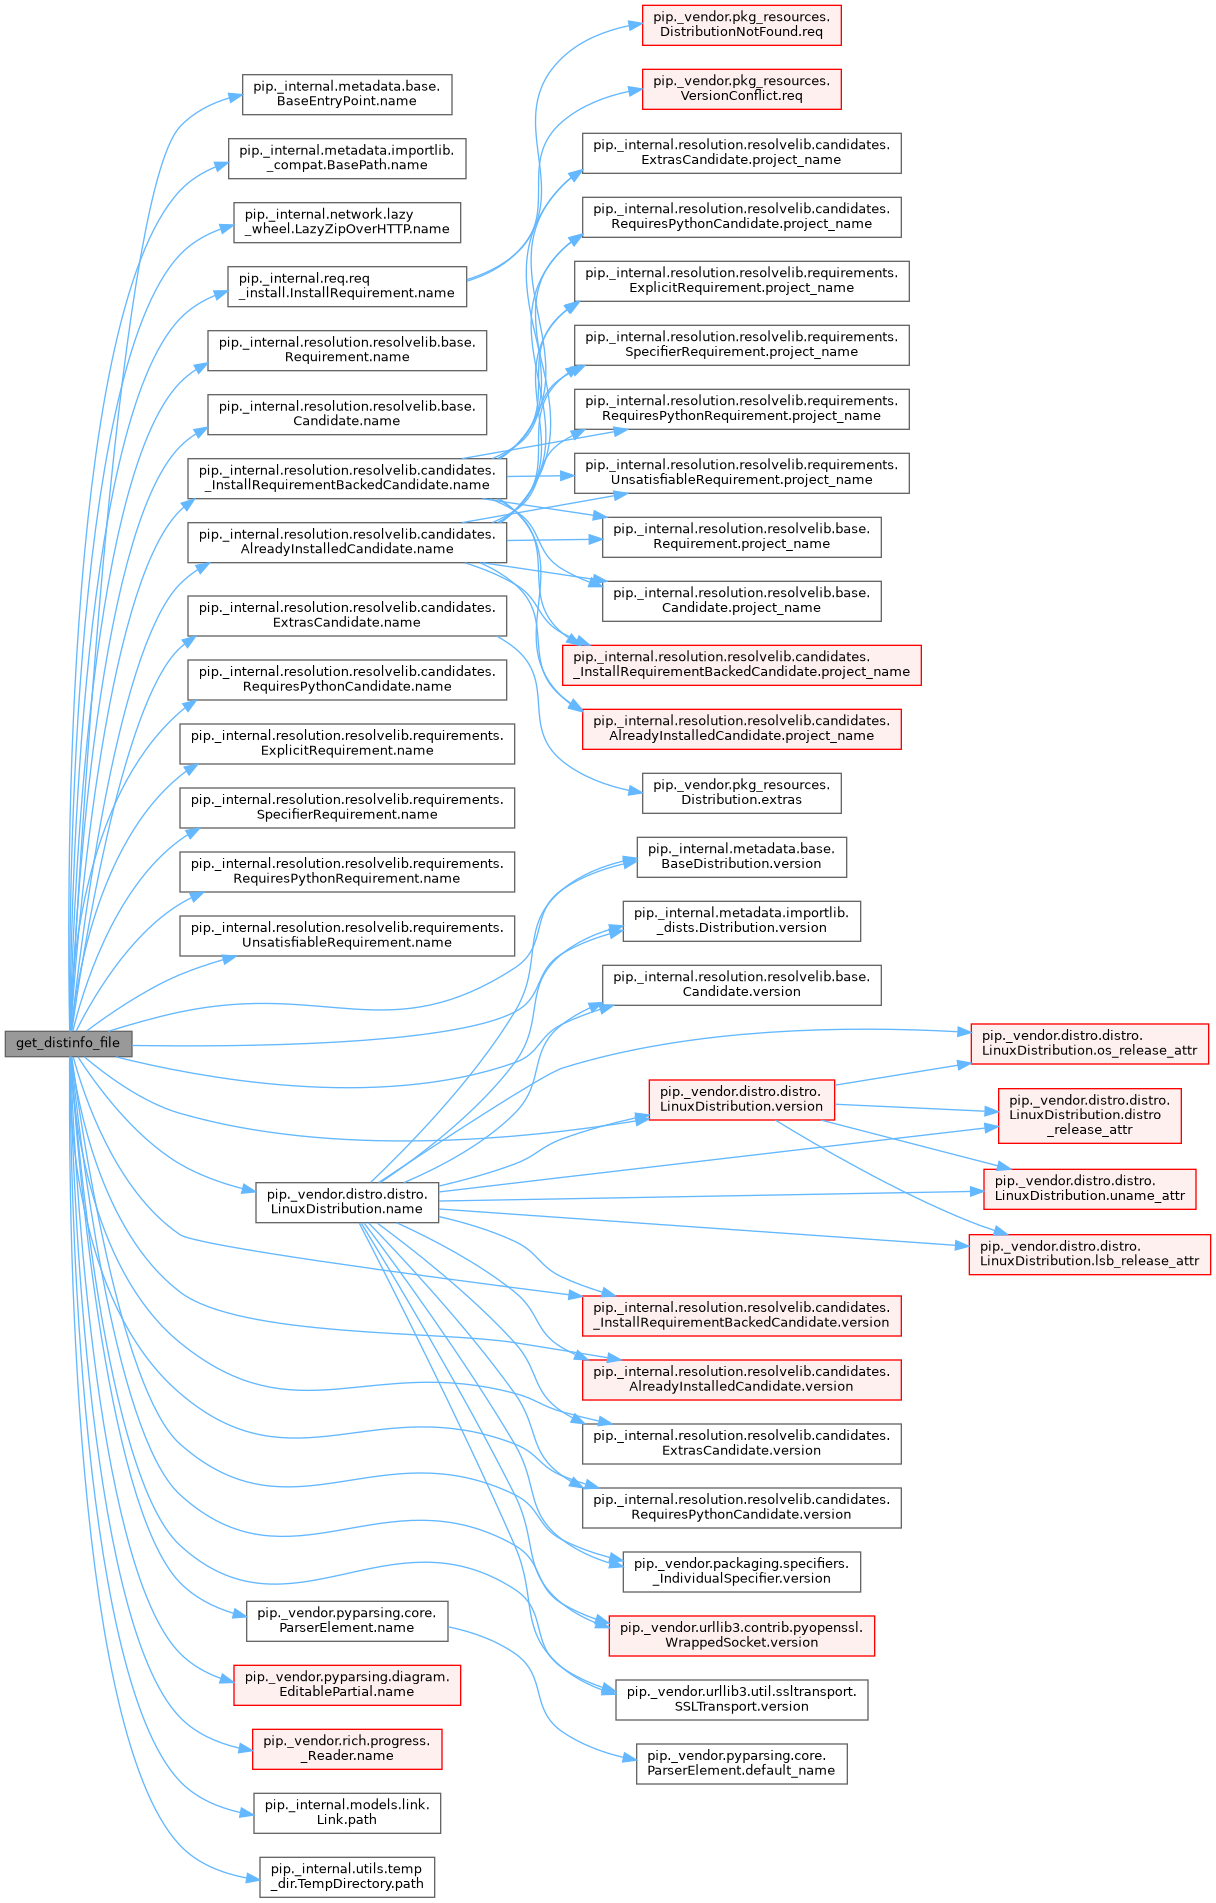 get_distinfo_file
pip._internal.metadata.base.
BaseEntryPoint.name
pip._internal.metadata.importlib.
_compat.BasePath.name
pip._internal.network.lazy
_wheel.LazyZipOverHTTP.name
pip._internal.req.req
_install.InstallRequirement.name
pip._internal.resolution.resolvelib.base.
Requirement.name
pip._internal.resolution.resolvelib.base.
Candidate.name
pip._internal.resolution.resolvelib.candidates.
_InstallRequirementBackedCandidate.name
pip._internal.resolution.resolvelib.candidates.
AlreadyInstalledCandidate.name
pip._internal.resolution.resolvelib.candidates.
ExtrasCandidate.name
pip._internal.resolution.resolvelib.candidates.
RequiresPythonCandidate.name
pip._internal.resolution.resolvelib.requirements.
ExplicitRequirement.name
pip._internal.resolution.resolvelib.requirements.
SpecifierRequirement.name
pip._internal.resolution.resolvelib.requirements.
RequiresPythonRequirement.name
pip._internal.resolution.resolvelib.requirements.
UnsatisfiableRequirement.name
pip._vendor.distro.distro.
LinuxDistribution.name
pip._vendor.pyparsing.core.
ParserElement.name
pip._vendor.pyparsing.diagram.
EditablePartial.name
pip._vendor.rich.progress.
_Reader.name
pip._internal.models.link.
Link.path
pip._internal.utils.temp
_dir.TempDirectory.path
pip._vendor.pkg_resources.
DistributionNotFound.req
pip._vendor.pkg_resources.
VersionConflict.req
pip._internal.resolution.resolvelib.candidates.
ExtrasCandidate.project_name
pip._internal.resolution.resolvelib.candidates.
RequiresPythonCandidate.project_name
pip._internal.resolution.resolvelib.requirements.
ExplicitRequirement.project_name
pip._internal.resolution.resolvelib.requirements.
SpecifierRequirement.project_name
pip._internal.resolution.resolvelib.requirements.
RequiresPythonRequirement.project_name
pip._internal.resolution.resolvelib.requirements.
UnsatisfiableRequirement.project_name
pip._internal.resolution.resolvelib.base.
Requirement.project_name
pip._internal.resolution.resolvelib.base.
Candidate.project_name
pip._internal.resolution.resolvelib.candidates.
_InstallRequirementBackedCandidate.project_name
pip._internal.resolution.resolvelib.candidates.
AlreadyInstalledCandidate.project_name
pip._vendor.pkg_resources.
Distribution.extras
pip._internal.metadata.base.
BaseDistribution.version
pip._internal.metadata.importlib.
_dists.Distribution.version
pip._internal.resolution.resolvelib.base.
Candidate.version
pip._vendor.distro.distro.
LinuxDistribution.version
pip._internal.resolution.resolvelib.candidates.
_InstallRequirementBackedCandidate.version
pip._internal.resolution.resolvelib.candidates.
AlreadyInstalledCandidate.version
pip._internal.resolution.resolvelib.candidates.
ExtrasCandidate.version
pip._internal.resolution.resolvelib.candidates.
RequiresPythonCandidate.version
pip._vendor.packaging.specifiers.
_IndividualSpecifier.version
pip._vendor.urllib3.contrib.pyopenssl.
WrappedSocket.version
pip._vendor.urllib3.util.ssltransport.
SSLTransport.version
pip._vendor.pyparsing.core.
ParserElement.default_name
pip._vendor.distro.distro.
LinuxDistribution.os_release_attr
pip._vendor.distro.distro.
LinuxDistribution.distro
_release_attr
pip._vendor.distro.distro.
LinuxDistribution.uname_attr
pip._vendor.distro.distro.
LinuxDistribution.lsb_release_attr